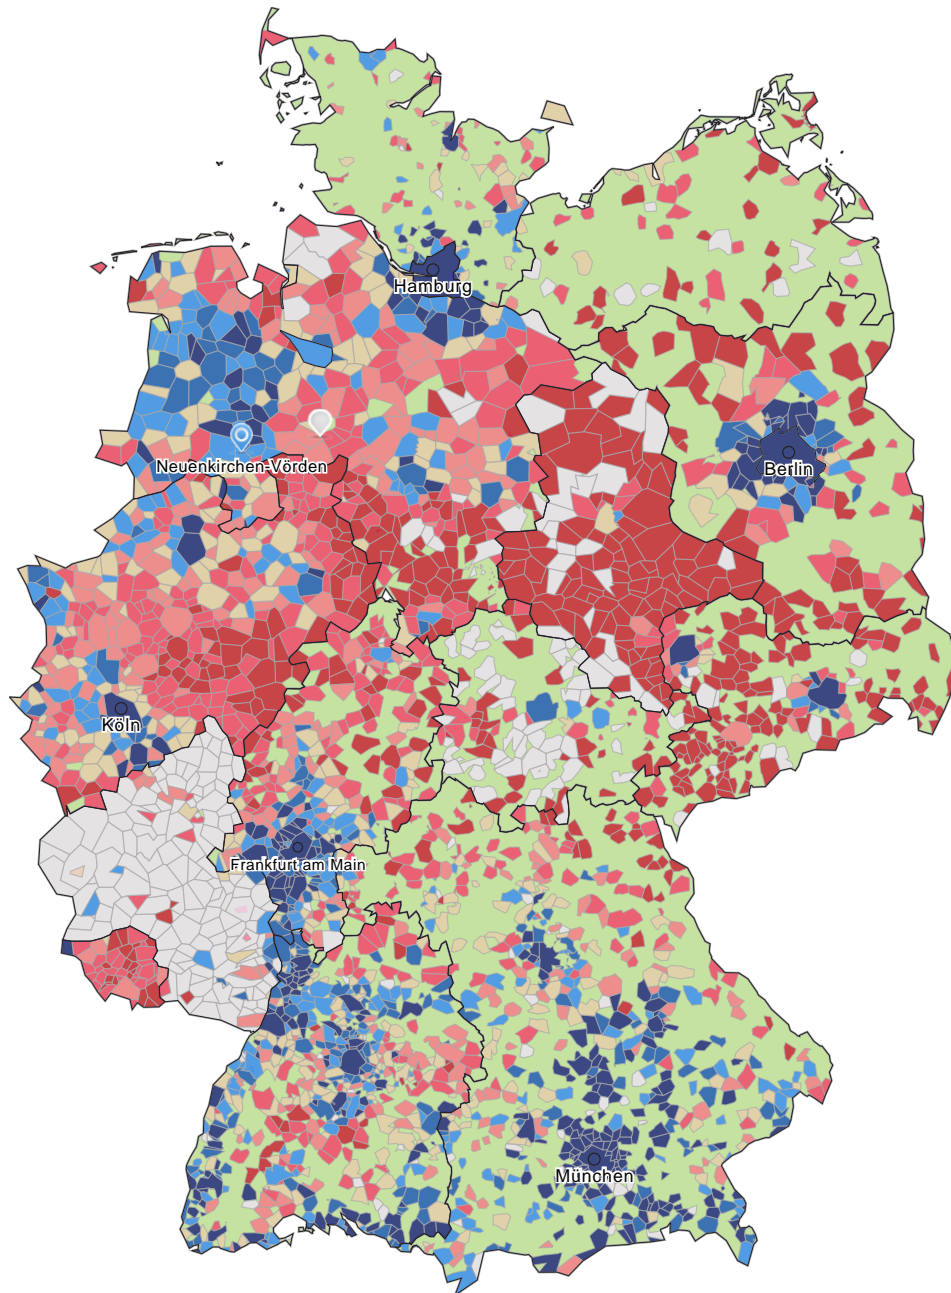 Hamburg
Berlin
Neuenkirchen-Vörden
Köln
Frankfurt am Main
München